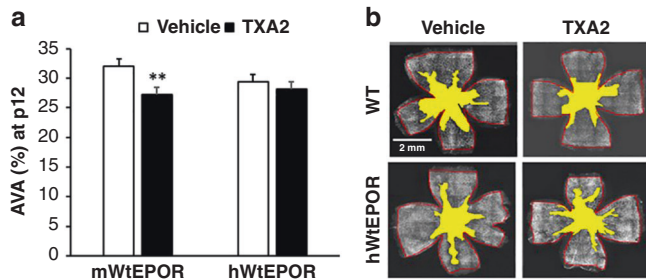 a
Vehicle TXA2
AVA (%) at p12
40
35
30
25
20
15
10
5
0
**
mWtEPOR hWtEPOR
b
Vehicle TXA2
WT
2 mm
hWtEPOR